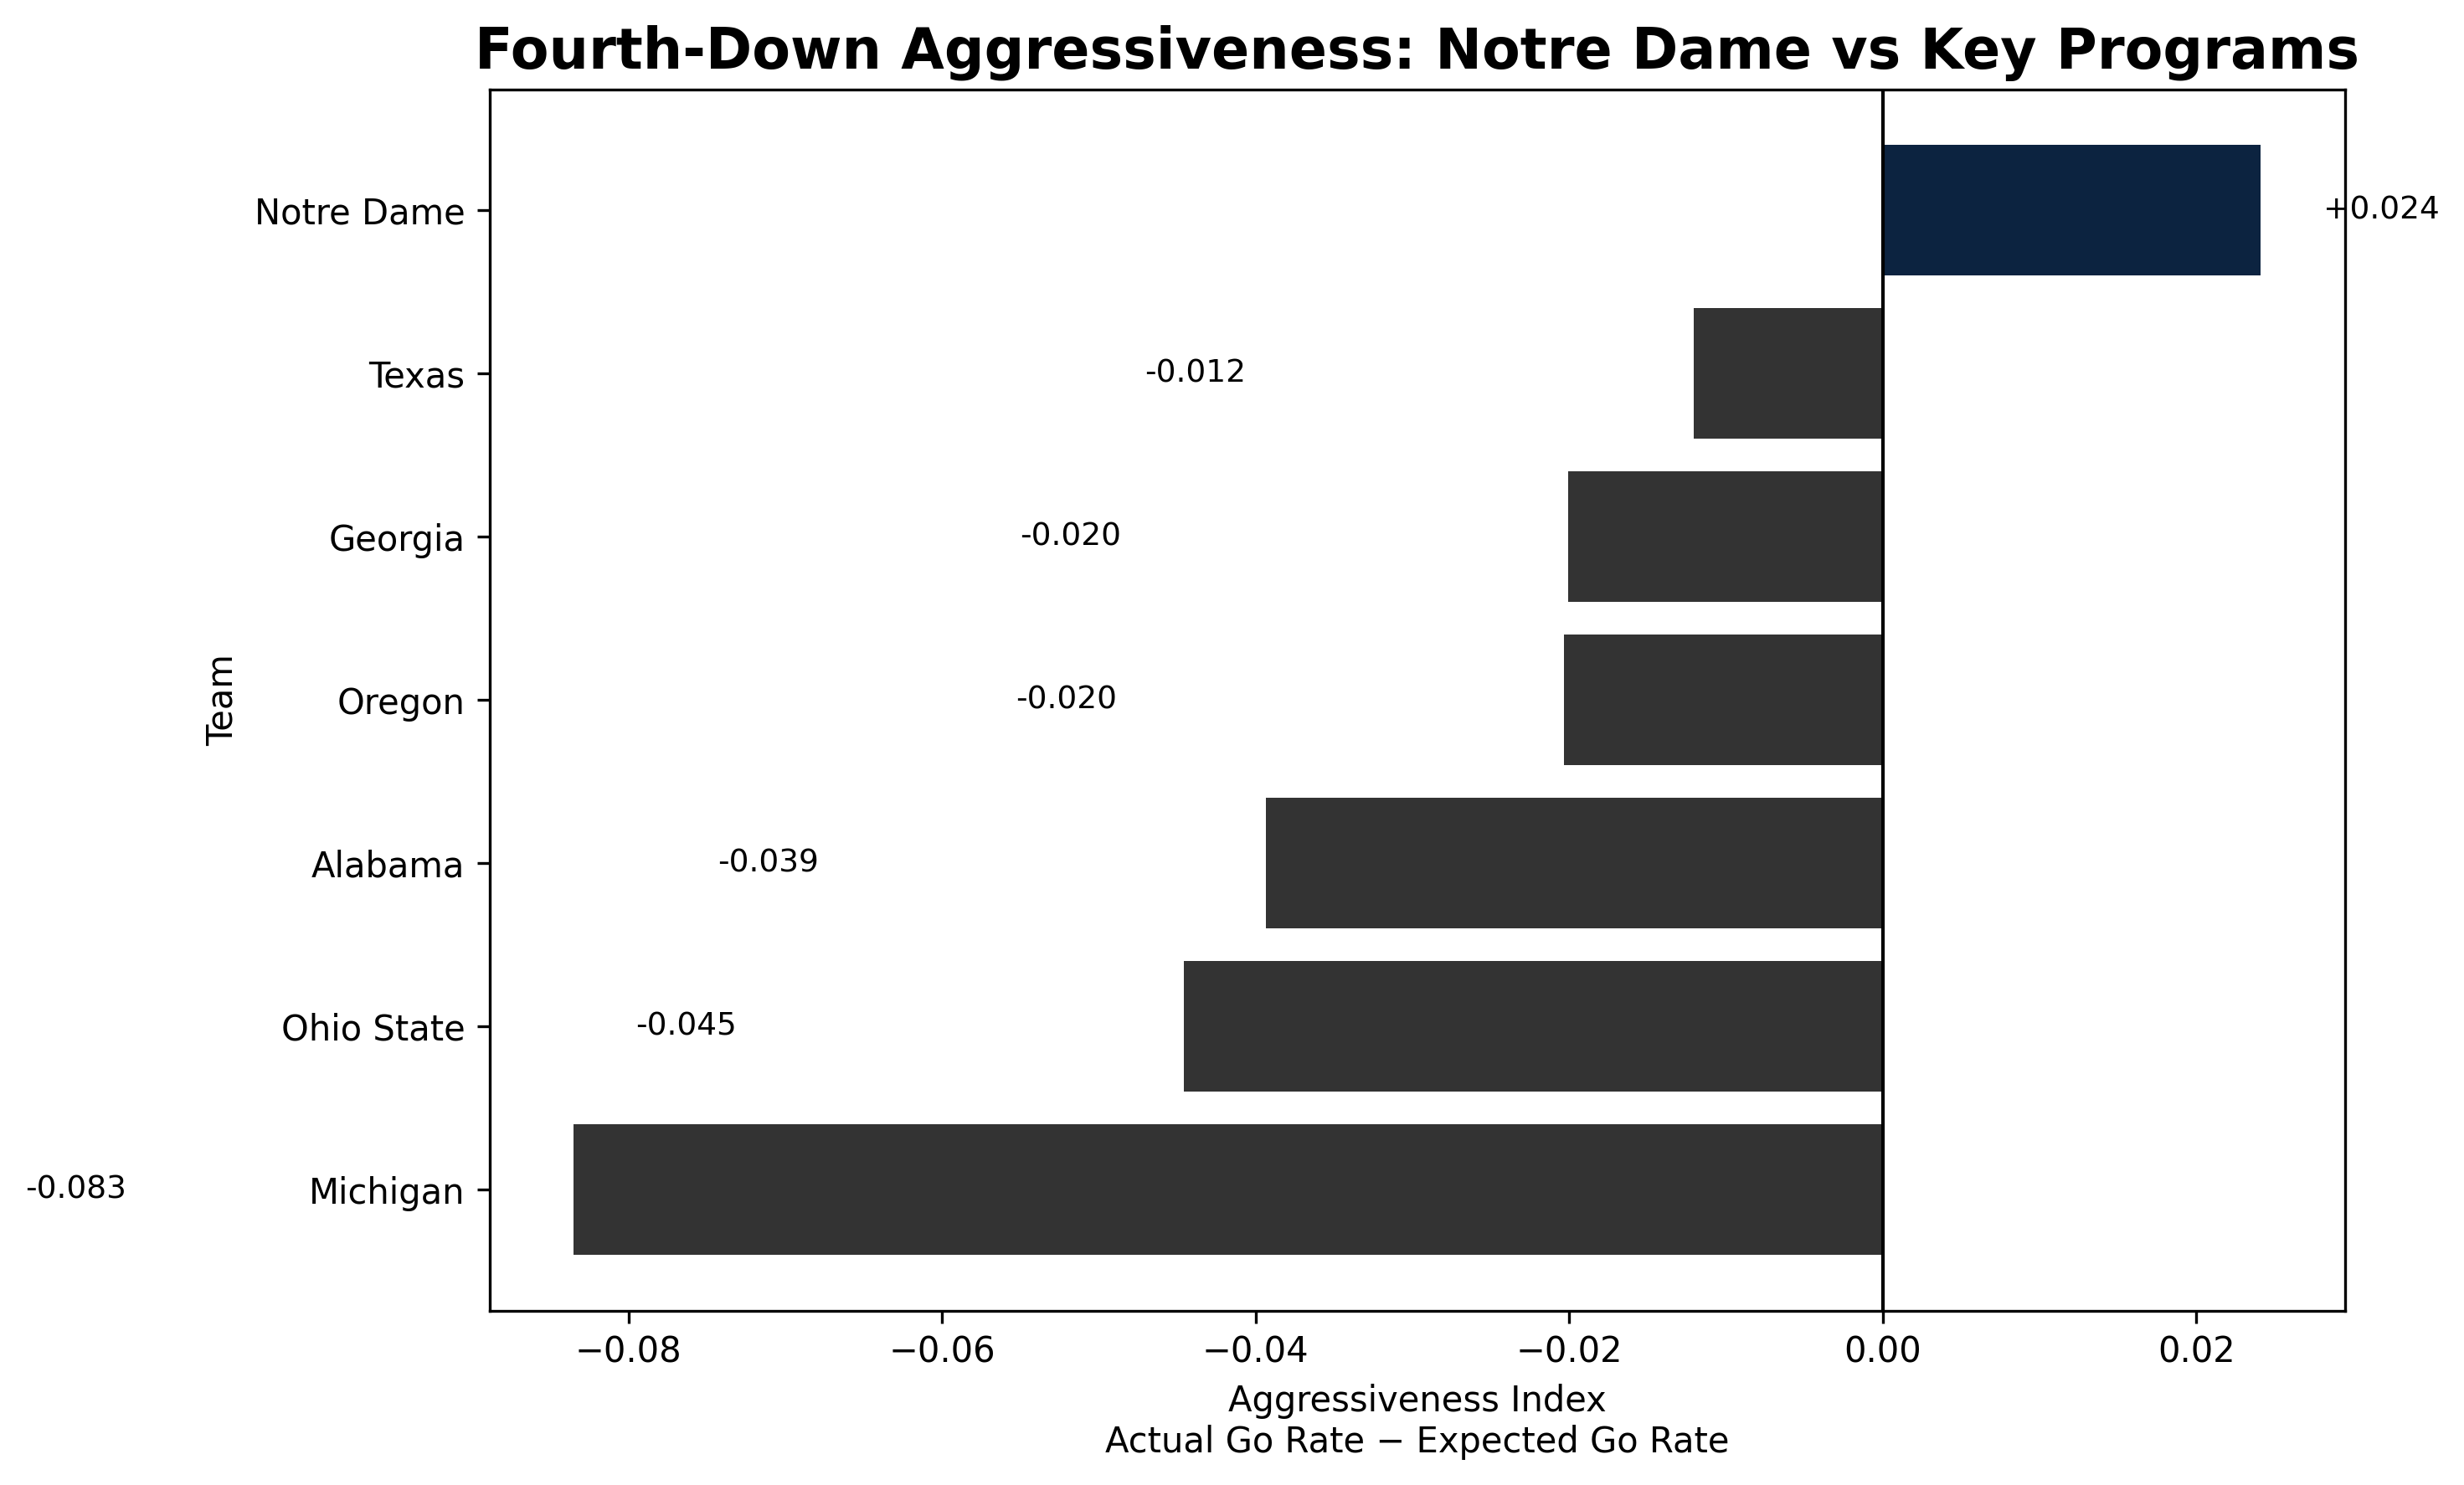 Fourth-Down Aggressiveness: Notre Dame vs Key Programs
Notre Dame
+0.024
Texas
-0.012
Georgia
-0.020
Oregon
-0.020
Team
Alabama
-0.039
Ohio State
-0.045
Michigan
-0.083
−0.08
−0.06
−0.04
−0.02
0.00
0.02
Aggressiveness Index
Actual Go Rate − Expected Go Rate